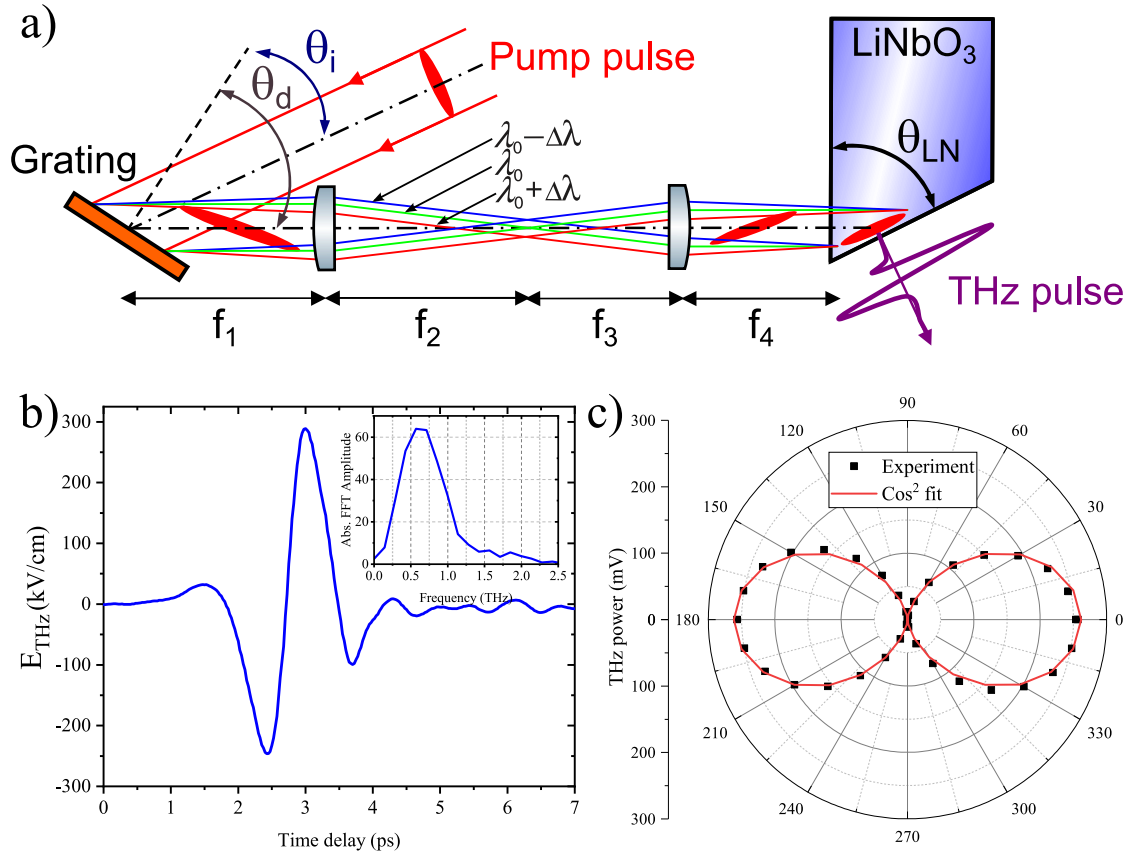 a)
θi
θd
Pump pulse
LiNbO3
Grating
λ0−Δλ
λ0
λ0+Δλ
θLN
THz pulse
f1
f2
f3
f4
b)
300
200
100
0
-100
-200
-300
ETHz (kV/cm)
0 1 2 3 4 5 6 7
Time delay (ps)
60
40
20
0
Abs. FFT Amplitude
0.0 0.5 1.0 1.5 2.0 2.5
Frequency (THz)
c)
300
200
100
0
100
200
300
THz power (mV)
90
120 60
150 30
180 0
210 330
240 300
270
Experiment
Cos2 fit